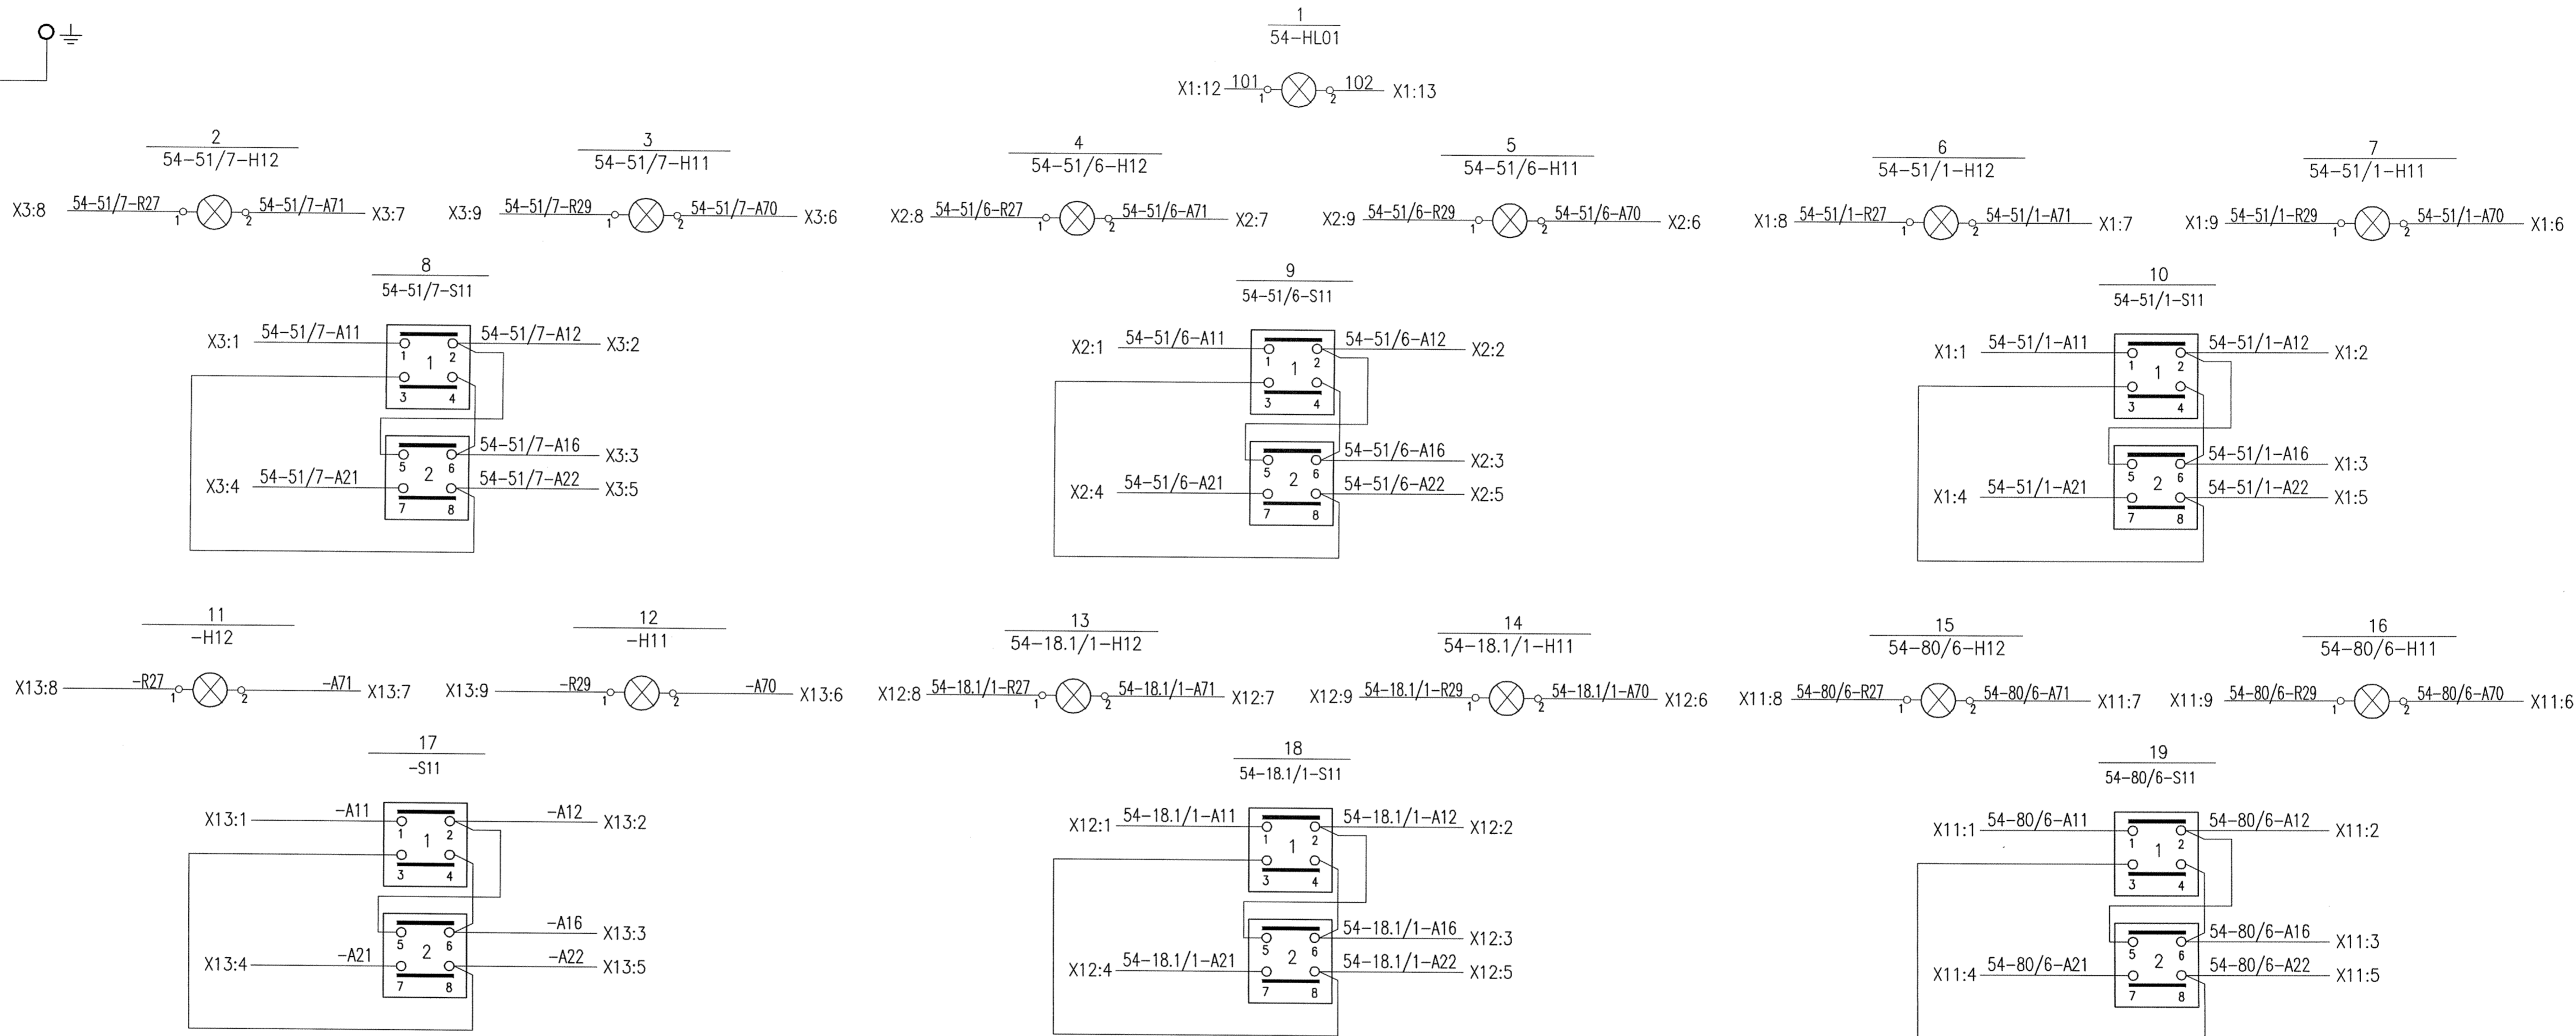 1
54-HL01
X1:12 101 1 2 102 X1:13
2
54-51/7-H12
3
54-51/7-H11
4
54-51/6-H12
5
54-51/6-H11
6
54-51/1-H12
7
54-51/1-H11
X3:8 54-51/7-R27 1 2 54-51/7-A71 X3:7
X3:9 54-51/7-R29 1 2 54-51/7-A70 X3:6
X2:8 54-51/6-R27 1 2 54-51/6-A71 X2:7
X2:9 54-51/6-R29 1 2 54-51/6-A70 X2:6
X1:8 54-51/1-R27 1 2 54-51/1-A71 X1:7
X1:9 54-51/1-R29 1 2 54-51/1-A70 X1:6
8
54-51/7-S11
X3:1 54-51/7-A11 54-51/7-A12 X3:2
1 1 2
3 4
54-51/7-A16 X3:3
5 2 6
X3:4 54-51/7-A21 54-51/7-A22 X3:5
7 8
9
54-51/6-S11
X2:1 54-51/6-A11 54-51/6-A12 X2:2
1 1 2
3 4
54-51/6-A16 X2:3
5 2 6
X2:4 54-51/6-A21 54-51/6-A22 X2:5
7 8
10
54-51/1-S11
X1:1 54-51/1-A11 54-51/1-A12 X1:2
1 1 2
3 4
54-51/1-A16 X1:3
5 2 6
X1:4 54-51/1-A21 54-51/1-A22 X1:5
7 8
11
-H12
12
-H11
13
54-18.1/1-H12
14
54-18.1/1-H11
15
54-80/6-H12
16
54-80/6-H11
X13:8 -R27 1 2 -A71 X13:7
X13:9 -R29 1 2 -A70 X13:6
X12:8 54-18.1/1-R27 1 2 54-18.1/1-A71 X12:7
X12:9 54-18.1/1-R29 1 2 54-18.1/1-A70 X12:6
X11:8 54-80/6-R27 1 2 54-80/6-A71 X11:7
X11:9 54-80/6-R29 1 2 54-80/6-A70 X11:6
17
-S11
X13:1 -A11 -A12 X13:2
1 1 2
3 4
-A16 X13:3
5 2 6
X13:4 -A21 -A22 X13:5
7 8
18
54-18.1/1-S11
X12:1 54-18.1/1-A11 54-18.1/1-A12 X12:2
1 1 2
3 4
54-18.1/1-A16 X12:3
5 2 6
X12:4 54-18.1/1-A21 54-18.1/1-A22 X12:5
7 8
19
54-80/6-S11
X11:1 54-80/6-A11 54-80/6-A12 X11:2
1 1 2
3 4
54-80/6-A16 X11:3
5 2 6
X11:4 54-80/6-A21 54-80/6-A22 X11:5
7 8